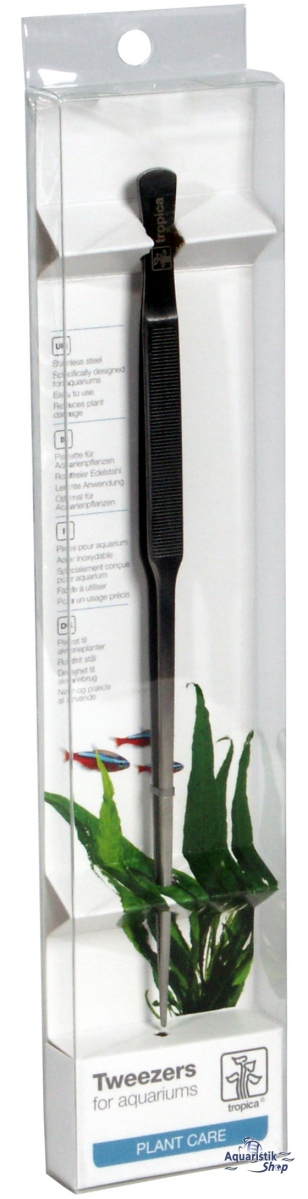 tropica
UK
Stainless steel
Specifically designed
for aquariums
Easy to use
Reduces plant
damage
Pinzette für
Aquarienpflanzen
Rostfreier Edelstahl
Leichte Anwendung
Optimal für
Aquarienpflanzen
Pince pour aquarium
Acier inoxydable
Spécialement conçue
pour aquarium
Facile à utiliser
Pour un usage précis
Pincet til
akvarieplanter
Rustfrit stål
Designet til
akvariebrug
Nem og præcis
at anvende
Tweezers
for aquariums
tropica®
PLANT CARE
Aquaristik
Shop